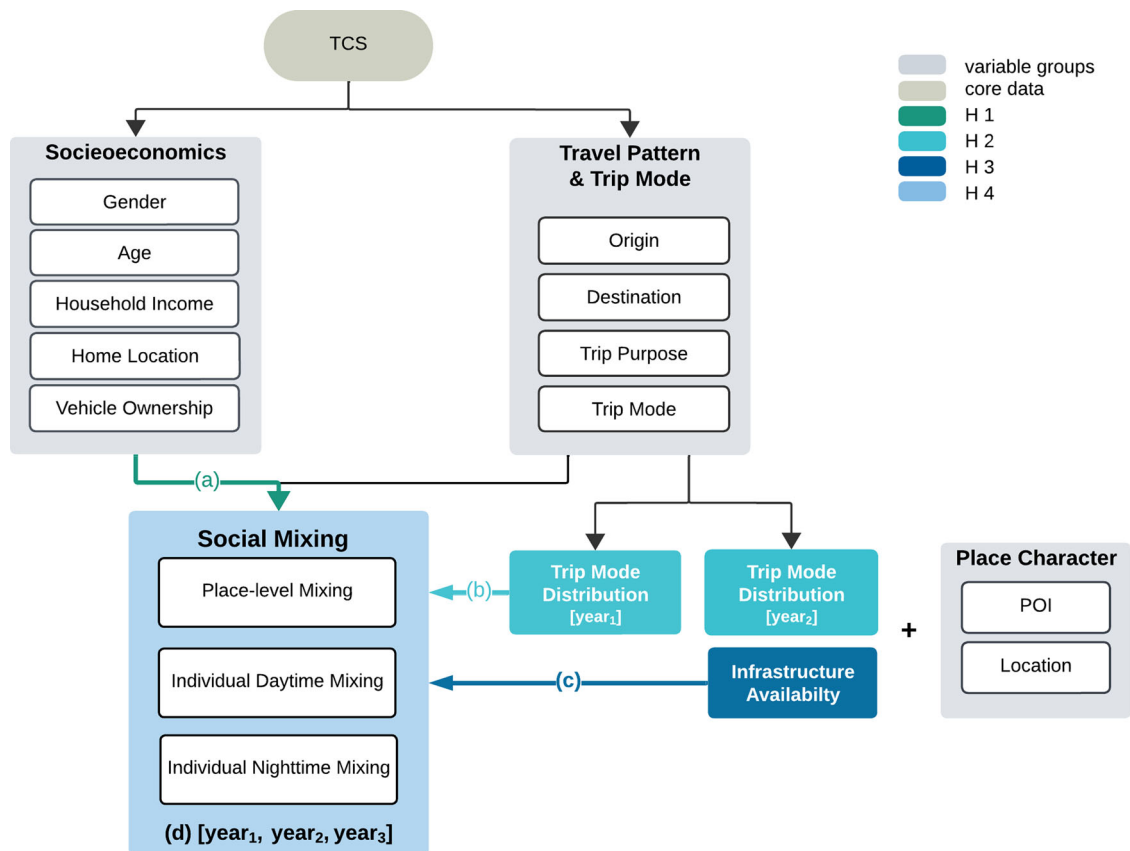 TCS
variable groups
core data
H 1
H 2
H 3
H 4
Socieoeconomics
Gender
Age
Household Income
Home Location
Vehicle Ownership
Travel Pattern
& Trip Mode
Origin
Destination
Trip Purpose
Trip Mode
(a)
Social Mixing
Place-level Mixing
Individual Daytime Mixing
Individual Nighttime Mixing
(d) [year₁, year₂, year₃]
(b)
Trip Mode
Distribution
[year₁]
Trip Mode
Distribution
[year₂]
(c)
Infrastructure
Availabilty
+
Place Character
POI
Location